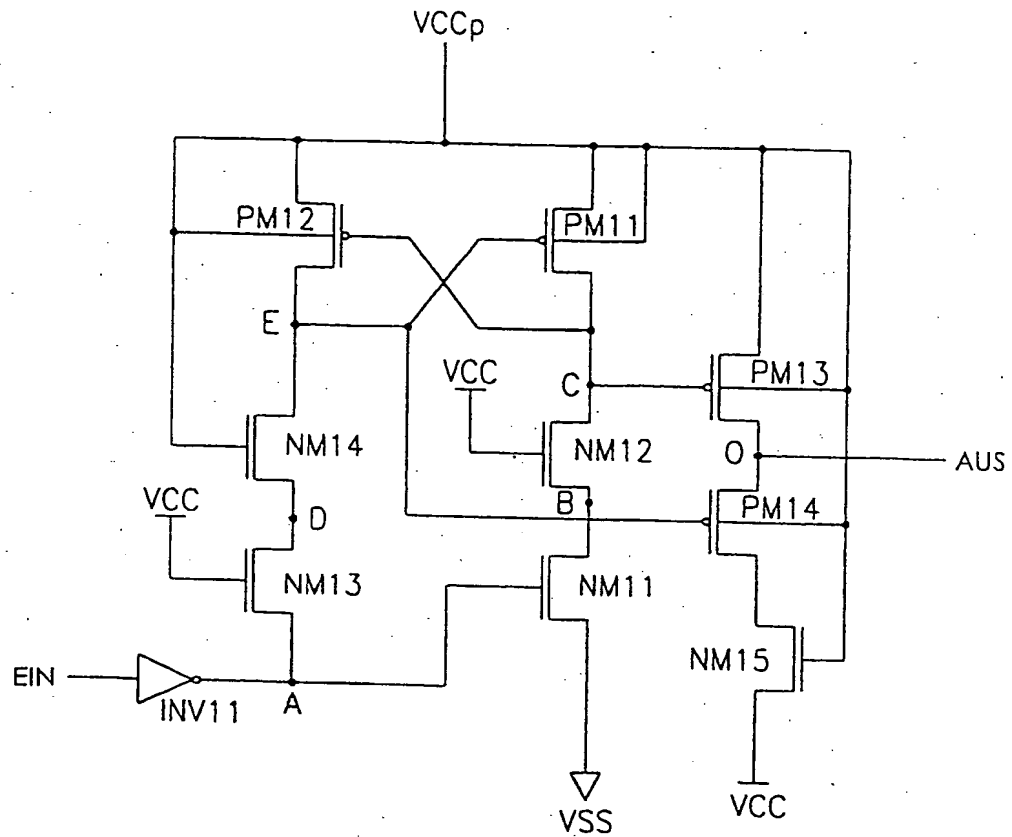 VCCp
PM12
PM11
E
VCC
C
PM13
NM14
NM12
O
AUS
VCC
D
B
PM14
NM13
NM11
EIN
INV11
A
NM15
VSS
VCC